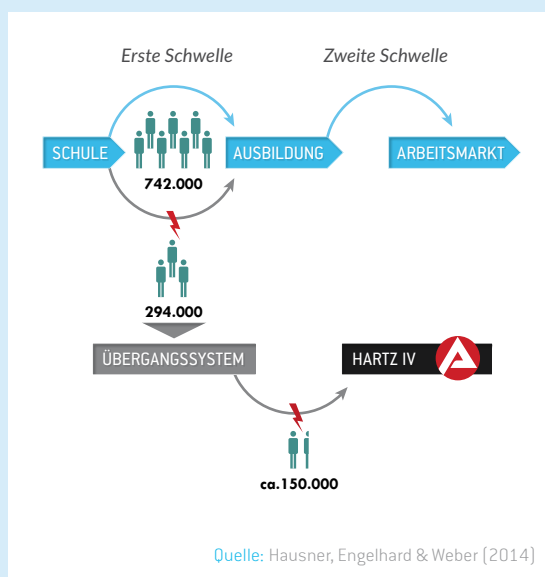 Erste Schwelle
Zweite Schwelle
SCHULE
AUSBILDUNG
ARBEITSMARKT
742.000
294.000
ÜBERGANGSSYSTEM
HARTZ IV
ca.150.000
Quelle: Hausner, Engelhard & Weber (2014)